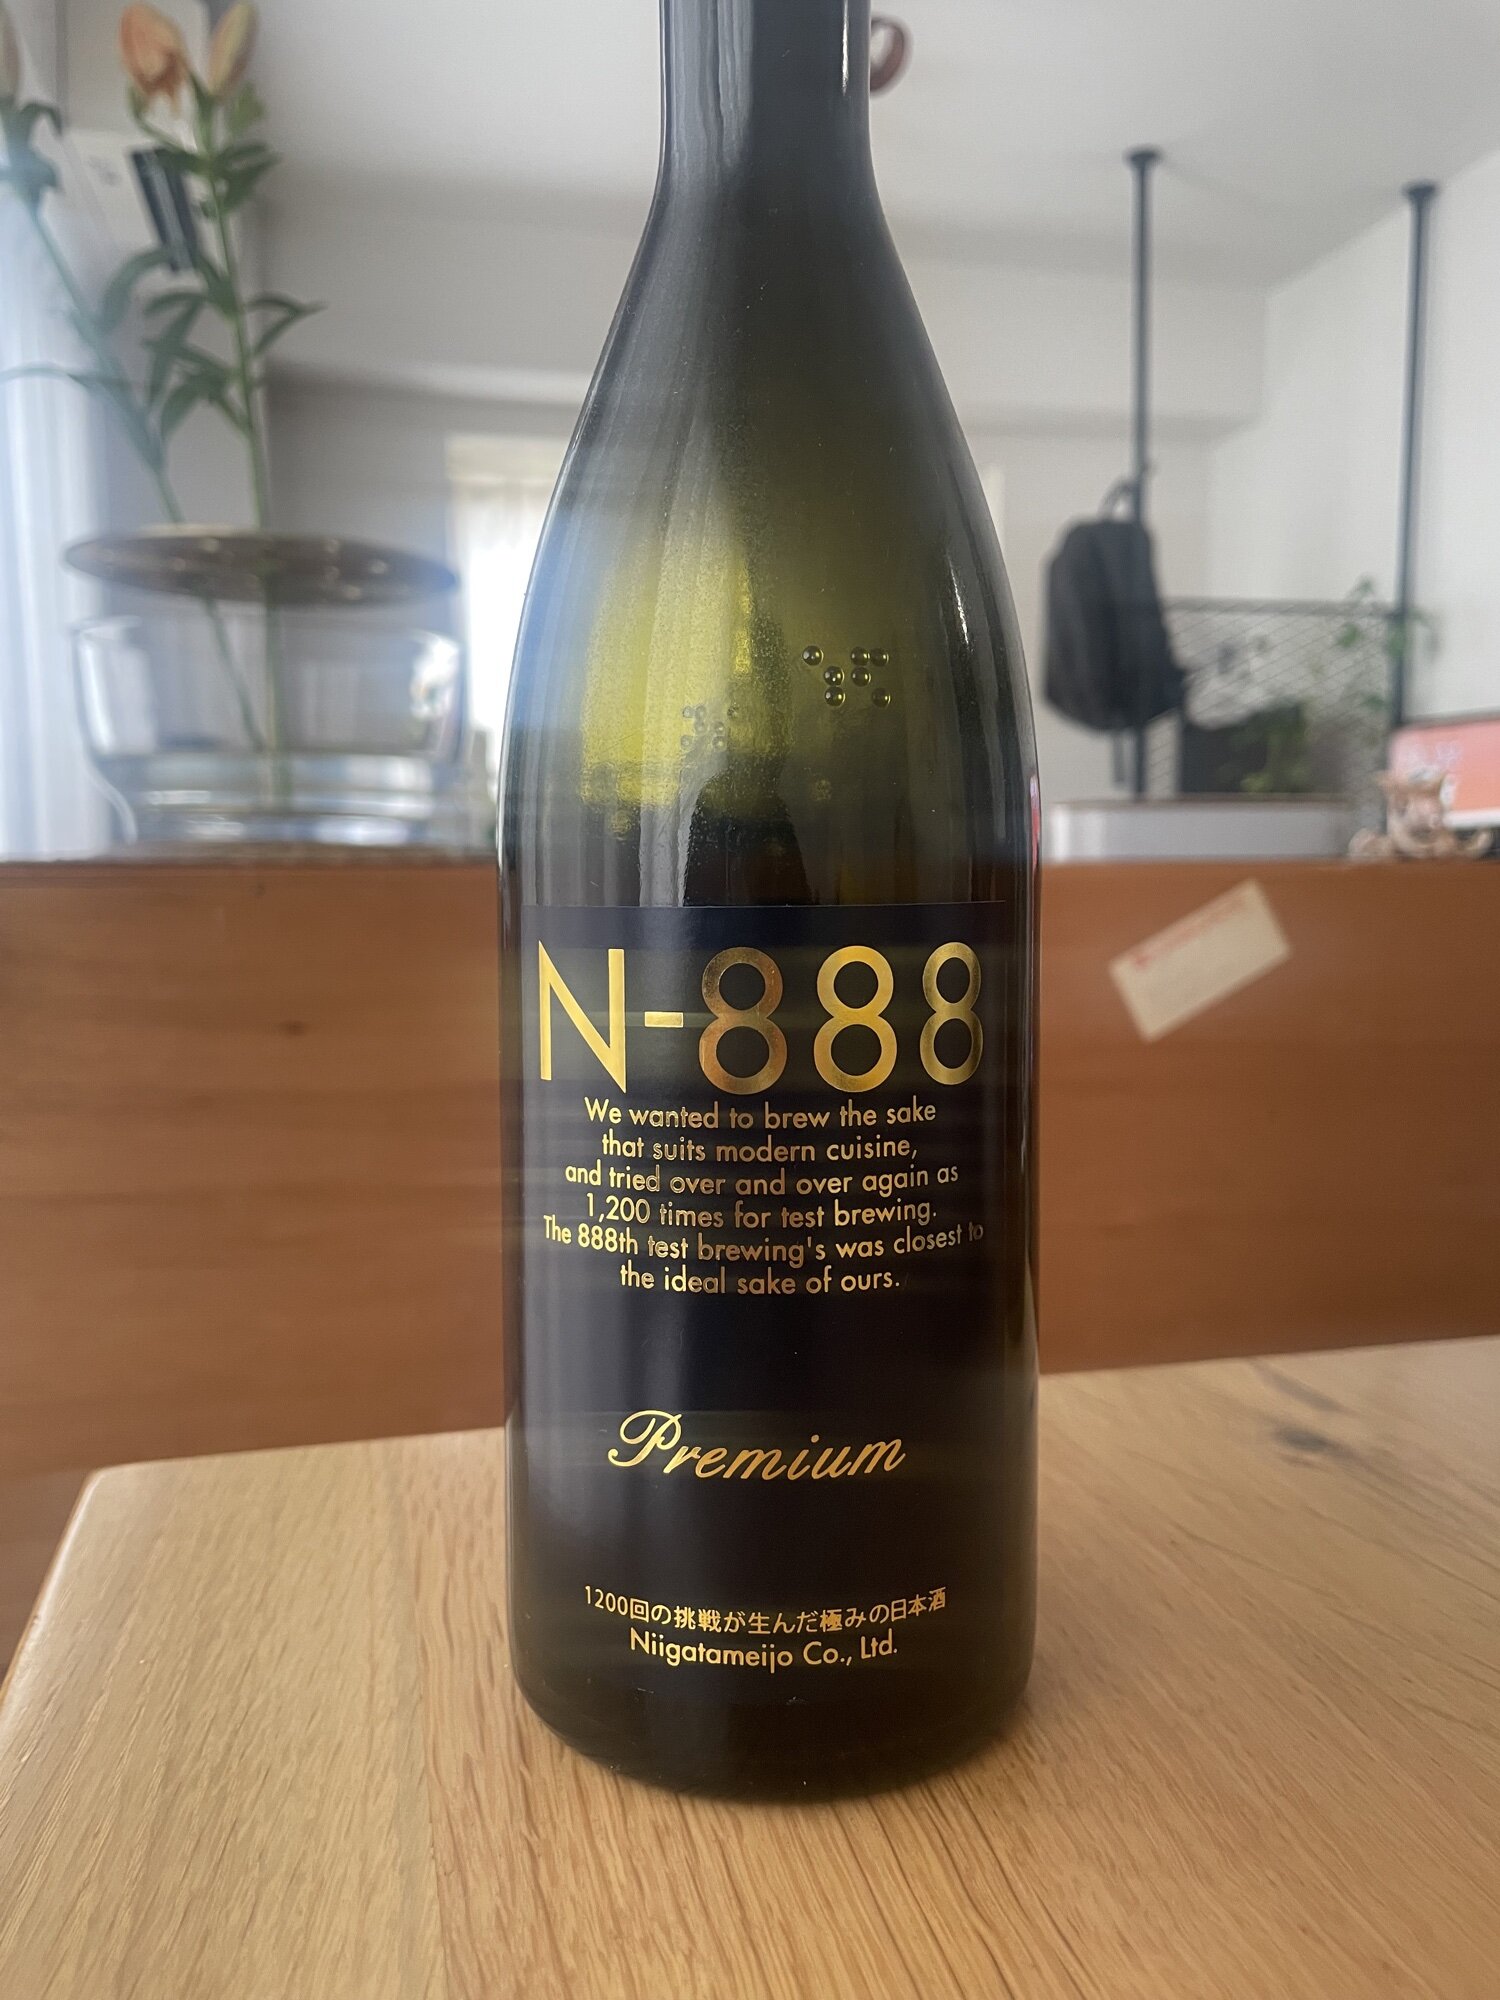 N-888
We wanted to brew the sake
that suits modern cuisine,
and tried over and over again as
1,200 times for test brewing.
The 888th test brewing's was closest to
the ideal sake of ours.
Premium
1200回の挑戦が生んだ極みの日本酒
Niigatameijo Co., Ltd.